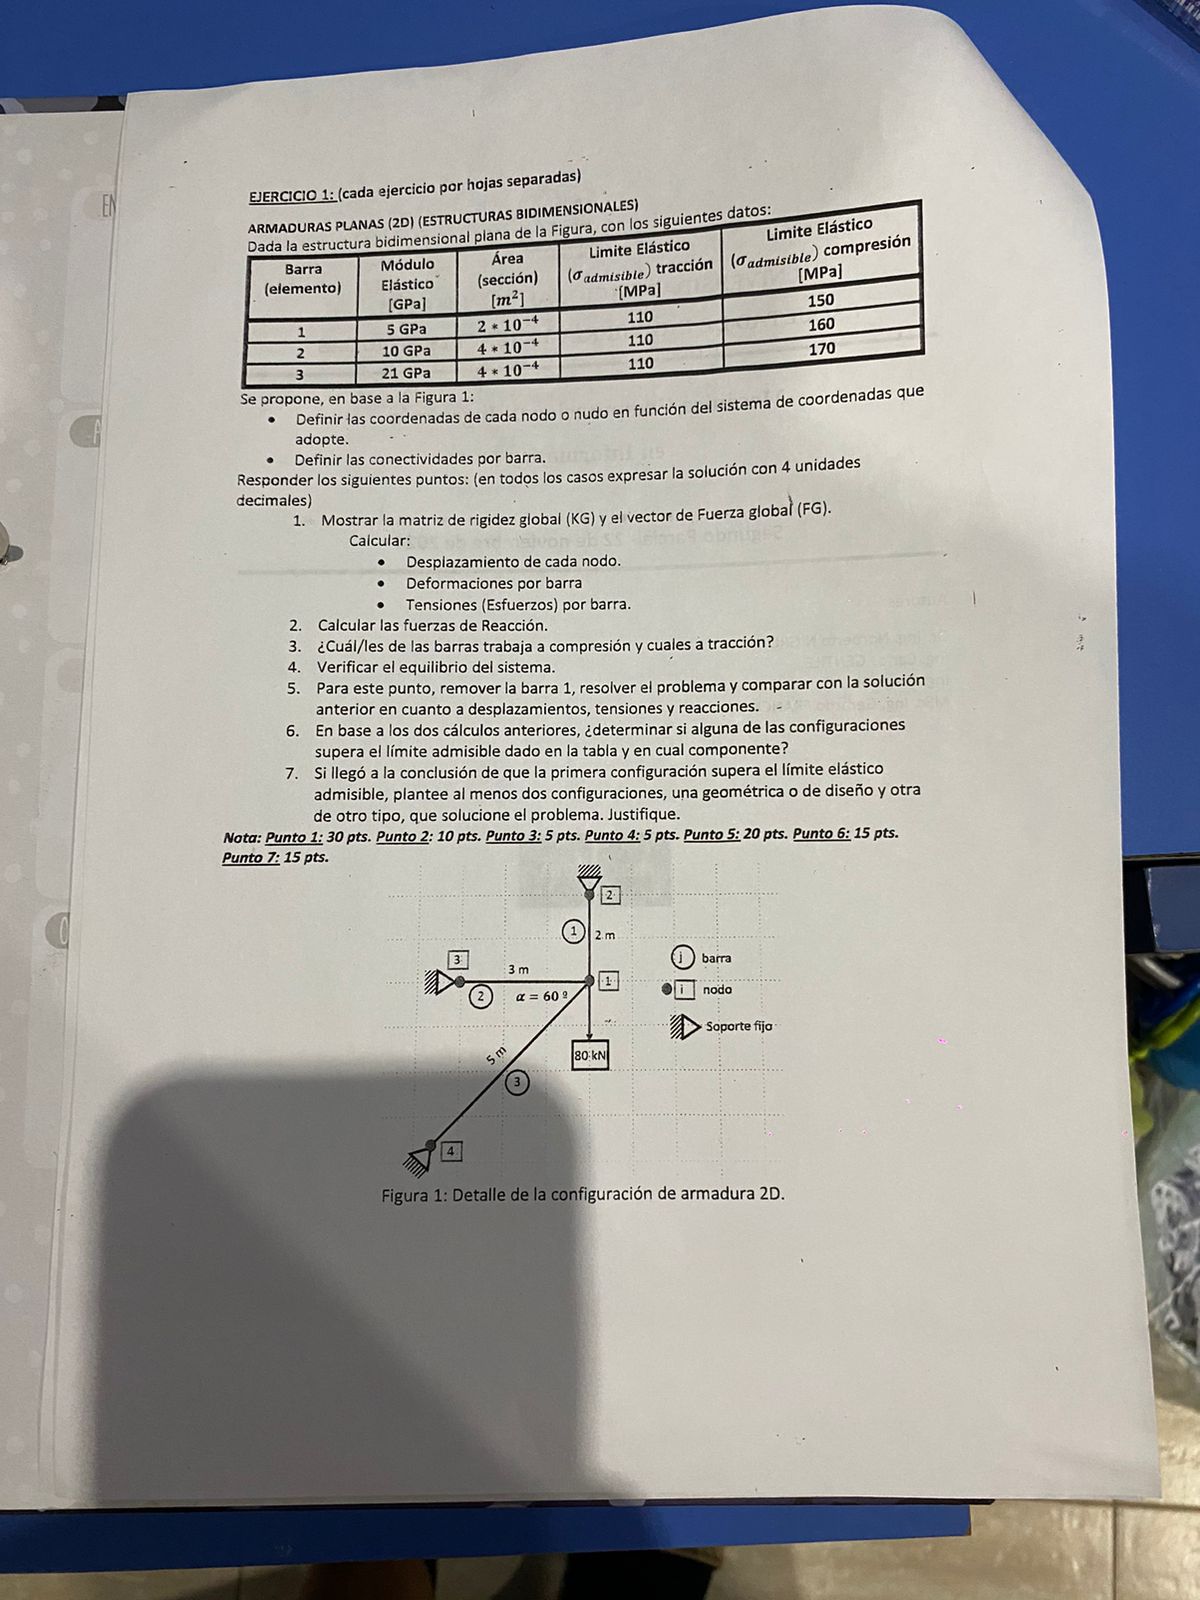 EN
EJERCICIO 1: (cada ejercicio por hojas separadas)
ARMADURAS PLANAS (2D) (ESTRUCTURAS BIDIMENSIONALES)
Dada la estructura bidimensional plana de la Figura, con los siguientes datos:
Barra (elemento) | Módulo Elástico [GPa] | Área (sección) [m²] | Limite Elástico (σadmisible) tracción [MPa] | Limite Elástico (σadmisible) compresión [MPa]
1 | 5 GPa | 2 * 10⁻⁴ | 110 | 150
2 | 10 GPa | 4 * 10⁻⁴ | 110 | 160
3 | 21 GPa | 4 * 10⁻⁴ | 110 | 170
Se propone, en base a la Figura 1:
• Definir las coordenadas de cada nodo o nudo en función del sistema de coordenadas que
adopte.
• Definir las conectividades por barra.
Responder los siguientes puntos: (en todos los casos expresar la solución con 4 unidades
decimales)
1. Mostrar la matriz de rigidez global (KG) y el vector de Fuerza global (FG).
Calcular:
• Desplazamiento de cada nodo.
• Deformaciones por barra
• Tensiones (Esfuerzos) por barra.
2. Calcular las fuerzas de Reacción.
3. ¿Cuál/les de las barras trabaja a compresión y cuales a tracción?
4. Verificar el equilibrio del sistema.
5. Para este punto, remover la barra 1, resolver el problema y comparar con la solución
anterior en cuanto a desplazamientos, tensiones y reacciones.
6. En base a los dos cálculos anteriores, ¿determinar si alguna de las configuraciones
supera el límite admisible dado en la tabla y en cual componente?
7. Si llegó a la conclusión de que la primera configuración supera el límite elástico
admisible, plantee al menos dos configuraciones, una geométrica o de diseño y otra
de otro tipo, que solucione el problema. Justifique.
Nota: Punto 1: 30 pts. Punto 2: 10 pts. Punto 3: 5 pts. Punto 4: 5 pts. Punto 5: 20 pts. Punto 6: 15 pts.
Punto 7: 15 pts.
2
1
2 m
3
3 m
1
2
α = 60 º
5 m
80 kN
3
4
j barra
i nodo
Soporte fijo
Figura 1: Detalle de la configuración de armadura 2D.